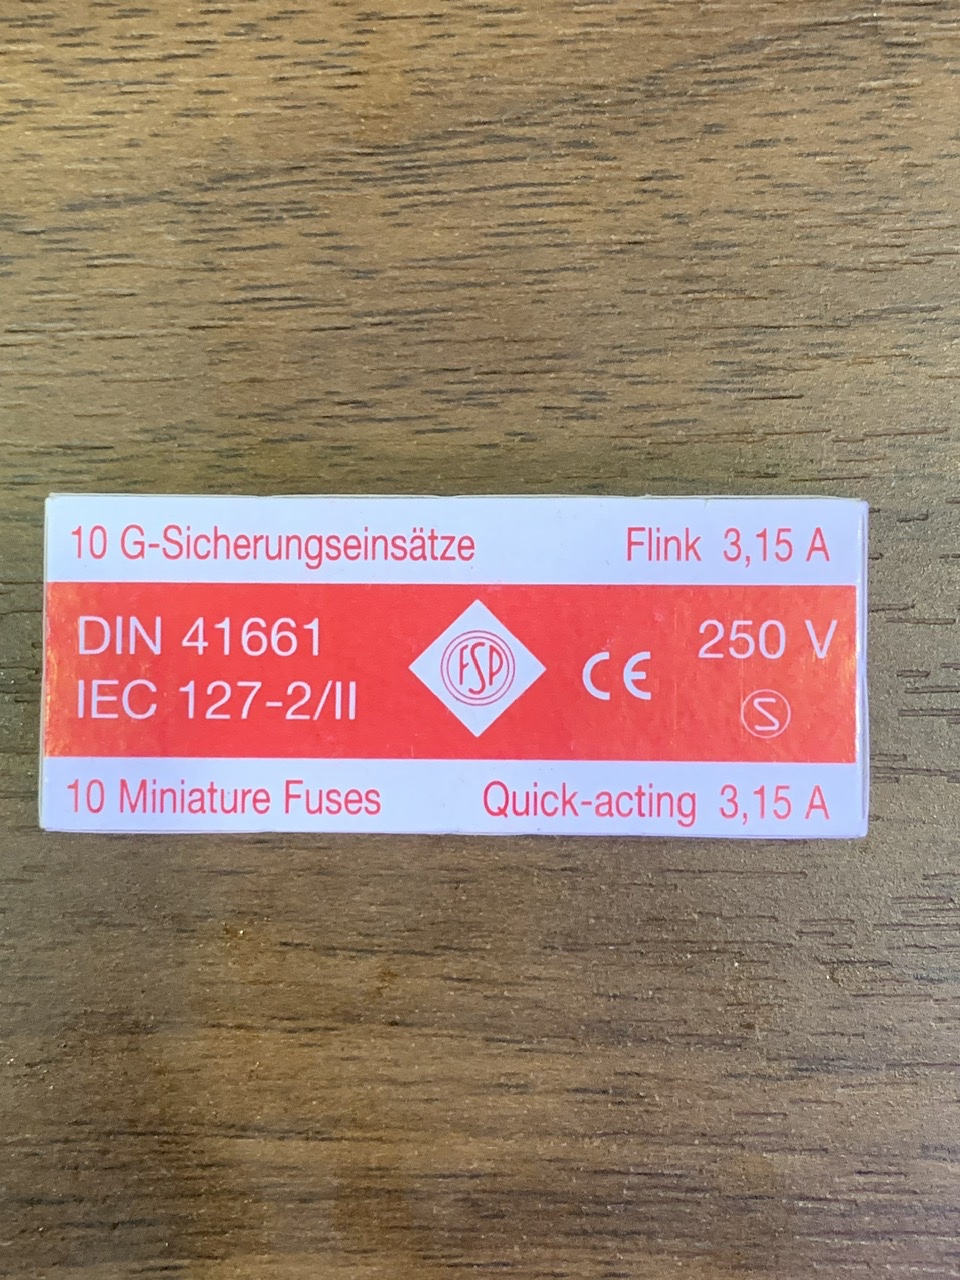 10 G-Sicherungseinsätze Flink 3,15 A
DIN 41661
IEC 127-2/II
FSP
CE
250 V
S
10 Miniature Fuses Quick-acting 3,15 A